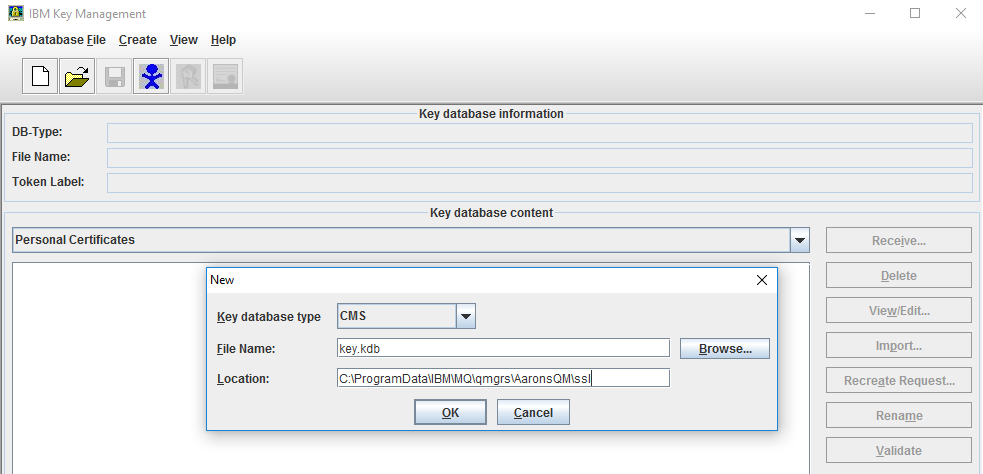 IBM Key Management
Key Database File Create View Help
Key database information
DB-Type:
File Name:
Token Label:
Key database content
Personal Certificates
Receive...
Delete
View/Edit...
Import...
Recreate Request...
Rename
Validate
New
Key database type CMS
File Name: key.kdb Browse...
Location: C:\ProgramData\IBM\MQ\qmgrs\AaronsQM\ssl
OK Cancel